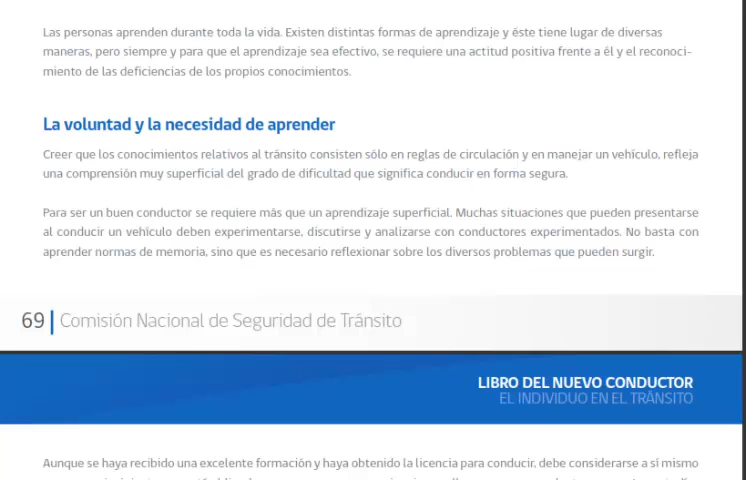 Las personas aprenden durante toda la vida. Existen distintas formas de aprendizaje y éste tiene lugar de diversas
maneras, pero siempre y para que el aprendizaje sea efectivo, se requiere una actitud positiva frente a él y el reconoci-
miento de las deficiencias de los propios conocimientos.
La voluntad y la necesidad de aprender
Creer que los conocimientos relativos al tránsito consisten sólo en reglas de circulación y en manejar un vehículo, refleja
una comprensión muy superficial del grado de dificultad que significa conducir en forma segura.
Para ser un buen conductor se requiere más que un aprendizaje superficial. Muchas situaciones que pueden presentarse
al conducir un vehículo deben experimentarse, discutirse y analizarse con conductores experimentados. No basta con
aprender normas de memoria, sino que es necesario reflexionar sobre los diversos problemas que pueden surgir.
69 | Comisión Nacional de Seguridad de Tránsito
LIBRO DEL NUEVO CONDUCTOR
EL INDIVIDUO EN EL TRÁNSITO
Aunque se haya recibido una excelente formación y haya obtenido la licencia para conducir, debe considerarse a sí mismo